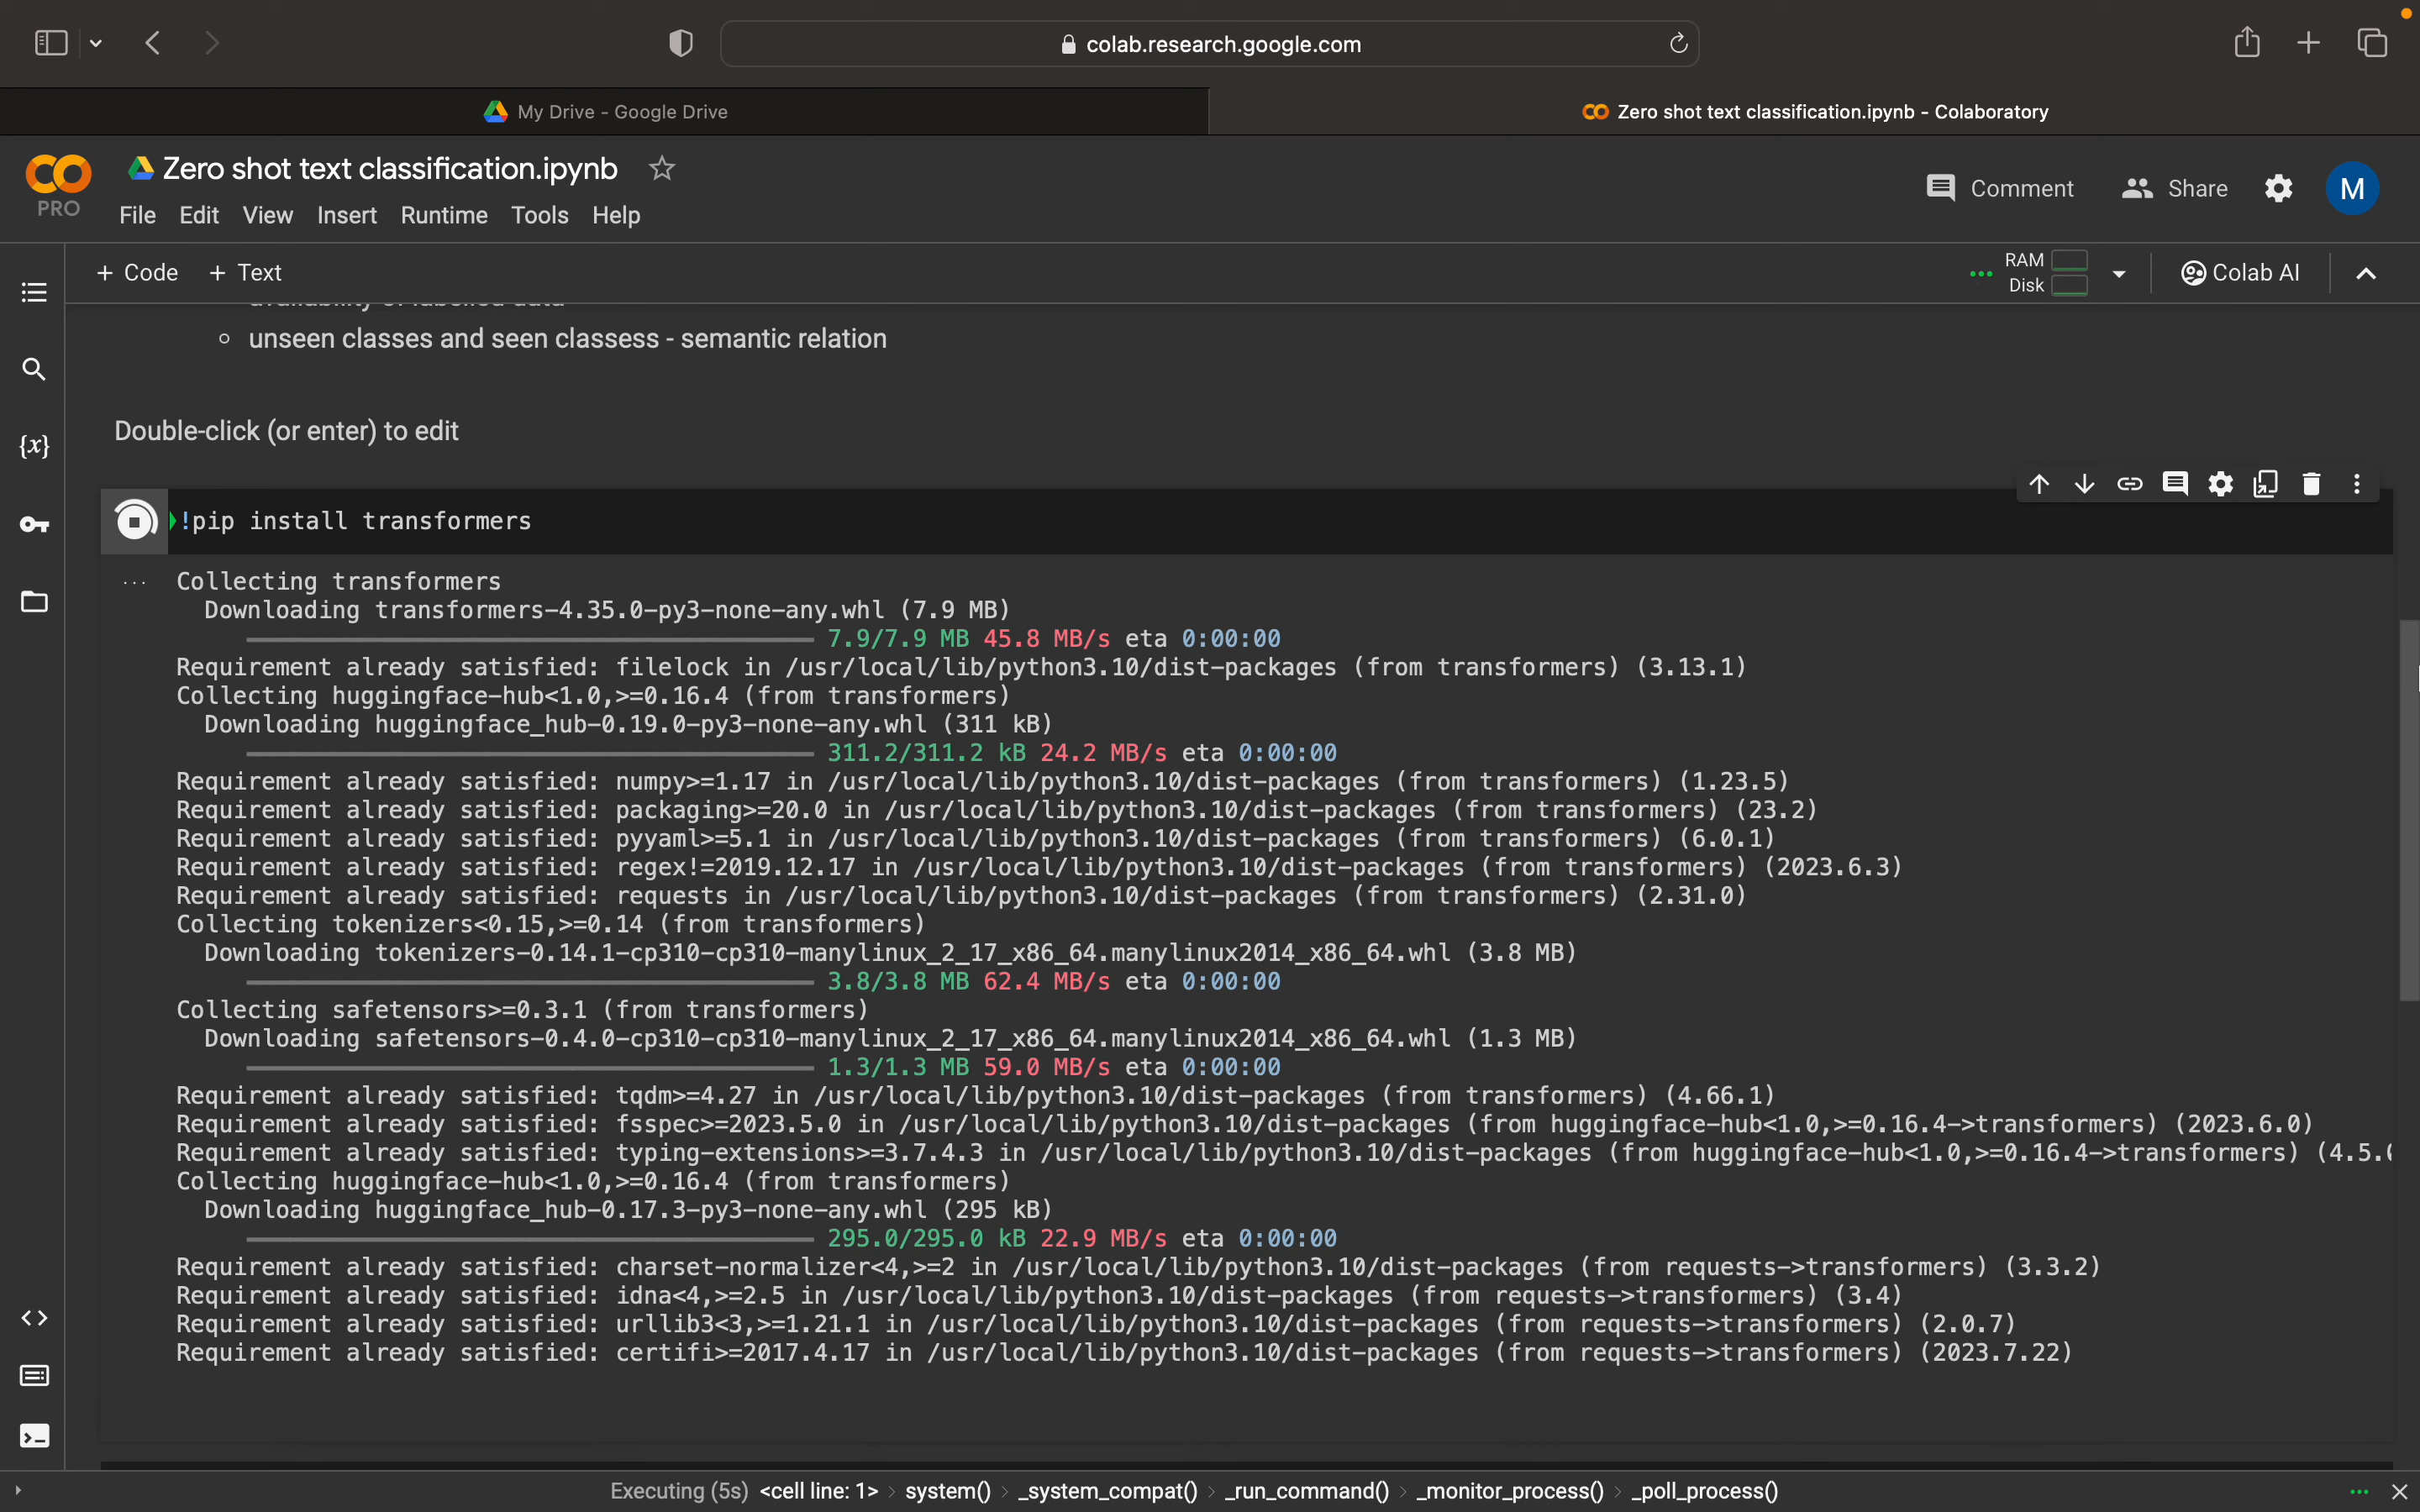 colab.research.google.com
My Drive - Google Drive
Zero shot text classification.ipynb - Colaboratory
PRO
Zero shot text classification.ipynb
File Edit View Insert Runtime Tools Help
Comment
Share
M
+ Code + Text
RAM
Disk
Colab AI
availability of labelled data
unseen classes and seen classess - semantic relation
Double-click (or enter) to edit
{x}
!pip install transformers
Collecting transformers
Downloading transformers-4.35.0-py3-none-any.whl (7.9 MB)
7.9/7.9 MB 45.8 MB/s eta 0:00:00
Requirement already satisfied: filelock in /usr/local/lib/python3.10/dist-packages (from transformers) (3.13.1)
Collecting huggingface-hub<1.0,>=0.16.4 (from transformers)
Downloading huggingface_hub-0.19.0-py3-none-any.whl (311 kB)
311.2/311.2 kB 24.2 MB/s eta 0:00:00
Requirement already satisfied: numpy>=1.17 in /usr/local/lib/python3.10/dist-packages (from transformers) (1.23.5)
Requirement already satisfied: packaging>=20.0 in /usr/local/lib/python3.10/dist-packages (from transformers) (23.2)
Requirement already satisfied: pyyaml>=5.1 in /usr/local/lib/python3.10/dist-packages (from transformers) (6.0.1)
Requirement already satisfied: regex!=2019.12.17 in /usr/local/lib/python3.10/dist-packages (from transformers) (2023.6.3)
Requirement already satisfied: requests in /usr/local/lib/python3.10/dist-packages (from transformers) (2.31.0)
Collecting tokenizers<0.15,>=0.14 (from transformers)
Downloading tokenizers-0.14.1-cp310-cp310-manylinux_2_17_x86_64.manylinux2014_x86_64.whl (3.8 MB)
3.8/3.8 MB 62.4 MB/s eta 0:00:00
Collecting safetensors>=0.3.1 (from transformers)
Downloading safetensors-0.4.0-cp310-cp310-manylinux_2_17_x86_64.manylinux2014_x86_64.whl (1.3 MB)
1.3/1.3 MB 59.0 MB/s eta 0:00:00
Requirement already satisfied: tqdm>=4.27 in /usr/local/lib/python3.10/dist-packages (from transformers) (4.66.1)
Requirement already satisfied: fsspec>=2023.5.0 in /usr/local/lib/python3.10/dist-packages (from huggingface-hub<1.0,>=0.16.4->transformers) (2023.6.0)
Requirement already satisfied: typing-extensions>=3.7.4.3 in /usr/local/lib/python3.10/dist-packages (from huggingface-hub<1.0,>=0.16.4->transformers) (4.5.
Collecting huggingface-hub<1.0,>=0.16.4 (from transformers)
Downloading huggingface_hub-0.17.3-py3-none-any.whl (295 kB)
295.0/295.0 kB 22.9 MB/s eta 0:00:00
Requirement already satisfied: charset-normalizer<4,>=2 in /usr/local/lib/python3.10/dist-packages (from requests->transformers) (3.3.2)
Requirement already satisfied: idna<4,>=2.5 in /usr/local/lib/python3.10/dist-packages (from requests->transformers) (3.4)
Requirement already satisfied: urllib3<3,>=1.21.1 in /usr/local/lib/python3.10/dist-packages (from requests->transformers) (2.0.7)
Requirement already satisfied: certifi>=2017.4.17 in /usr/local/lib/python3.10/dist-packages (from requests->transformers) (2023.7.22)
Executing (5s) <cell line: 1> > system() > _system_compat() > _run_command() > _monitor_process() > _poll_process()